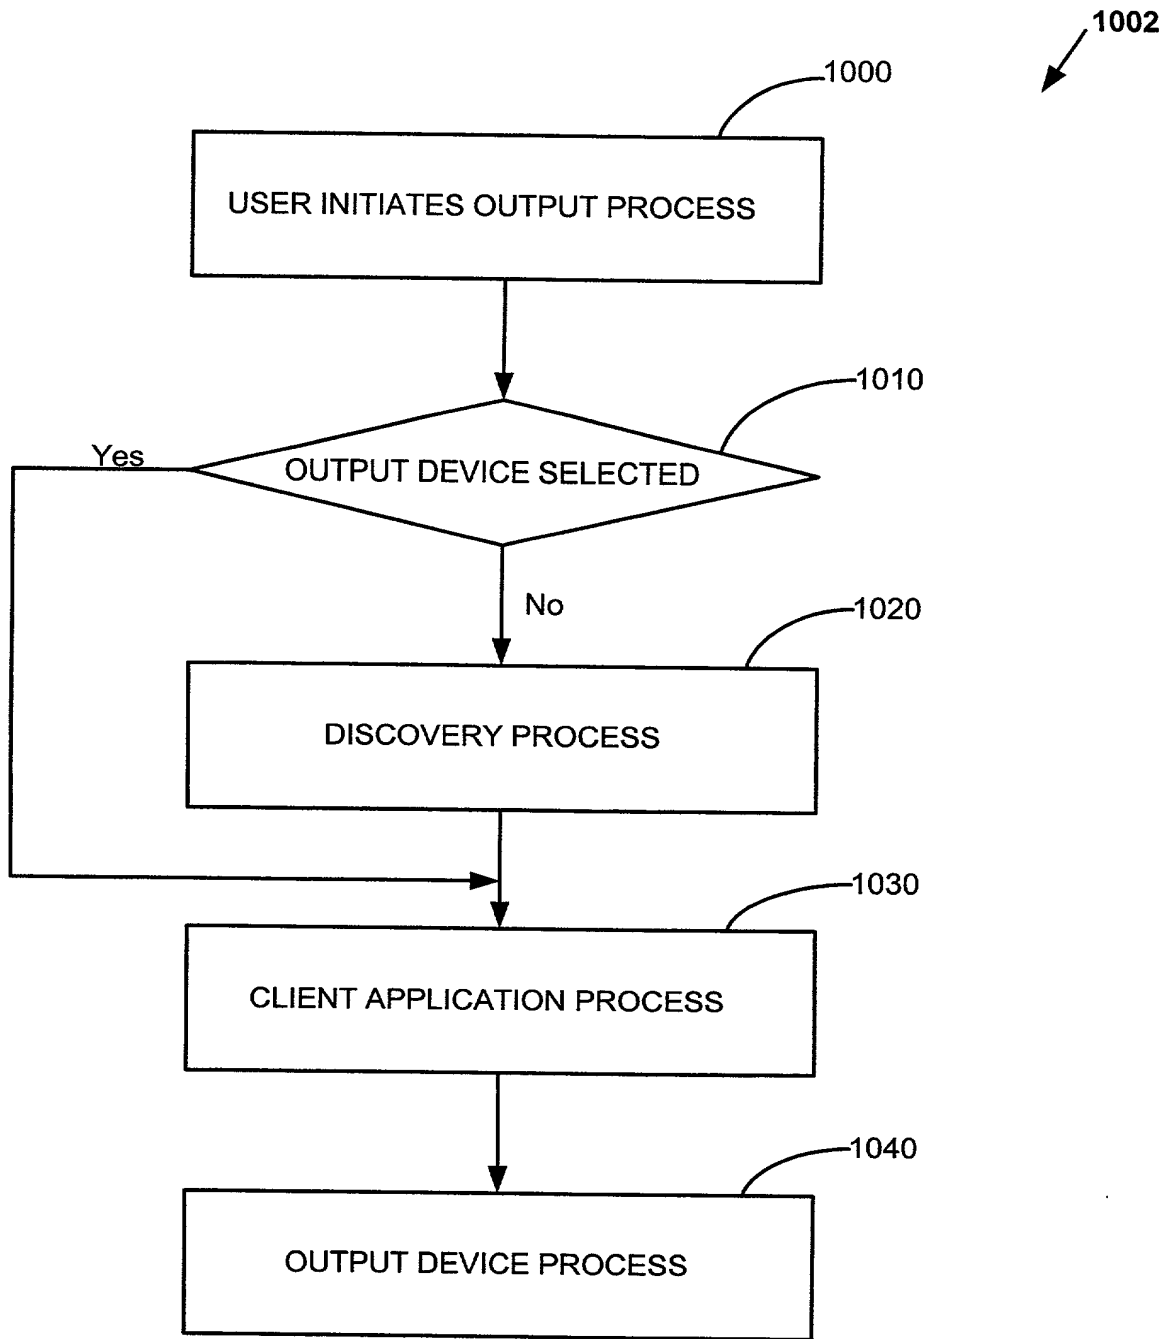 1002
1000
USER INITIATES OUTPUT PROCESS
1010
Yes
OUTPUT DEVICE SELECTED
No
1020
DISCOVERY PROCESS
1030
CLIENT APPLICATION PROCESS
1040
OUTPUT DEVICE PROCESS